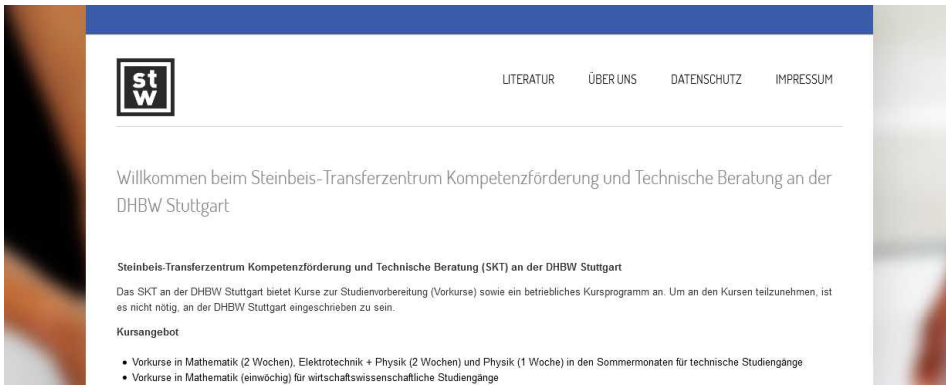 st
w
LITERATUR ÜBER UNS DATENSCHUTZ IMPRESSUM
Willkommen beim Steinbeis-Transferzentrum Kompetenzförderung und Technische Beratung an der
DHBW Stuttgart
Steinbeis-Transferzentrum Kompetenzförderung und Technische Beratung (SKT) an der DHBW Stuttgart
Das SKT an der DHBW Stuttgart bietet Kurse zur Studienvorbereitung (Vorkurse) sowie ein betriebliches Kursprogramm an. Um an den Kursen teilzunehmen, ist
es nicht nötig, an der DHBW Stuttgart eingeschrieben zu sein.
Kursangebot
• Vorkurse in Mathematik (2 Wochen), Elektrotechnik + Physik (2 Wochen) und Physik (1 Woche) in den Sommermonaten für technische Studiengänge
• Vorkurse in Mathematik (einwöchig) für wirtschaftswissenschaftliche Studiengänge